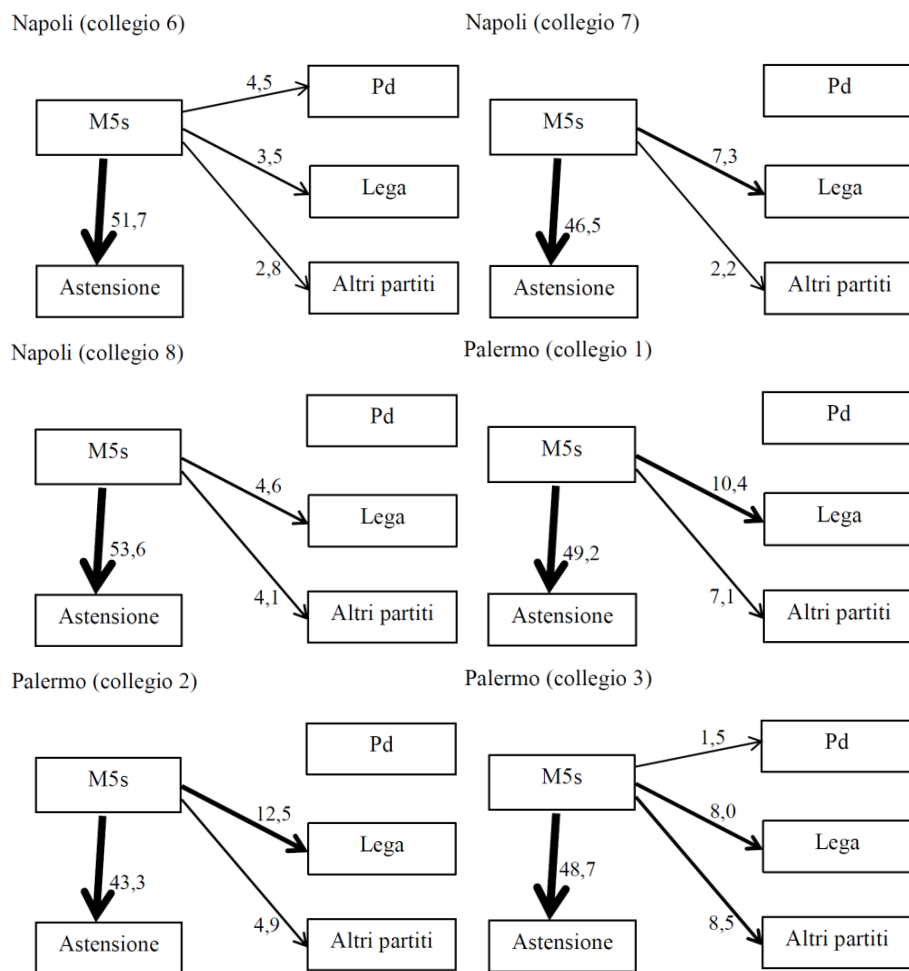 Napoli (collegio 6)
4,5
Pd
M5s
3,5
Lega
51,7
2,8
Altri partiti
Astensione
Napoli (collegio 7)
Pd
M5s
7,3
Lega
46,5
2,2
Altri partiti
Astensione
Napoli (collegio 8)
Pd
M5s
4,6
Lega
53,6
4,1
Altri partiti
Astensione
Palermo (collegio 1)
Pd
M5s
10,4
Lega
49,2
7,1
Altri partiti
Astensione
Palermo (collegio 2)
Pd
M5s
12,5
Lega
43,3
4,9
Altri partiti
Astensione
Palermo (collegio 3)
1,5
Pd
M5s
8,0
Lega
48,7
8,5
Altri partiti
Astensione